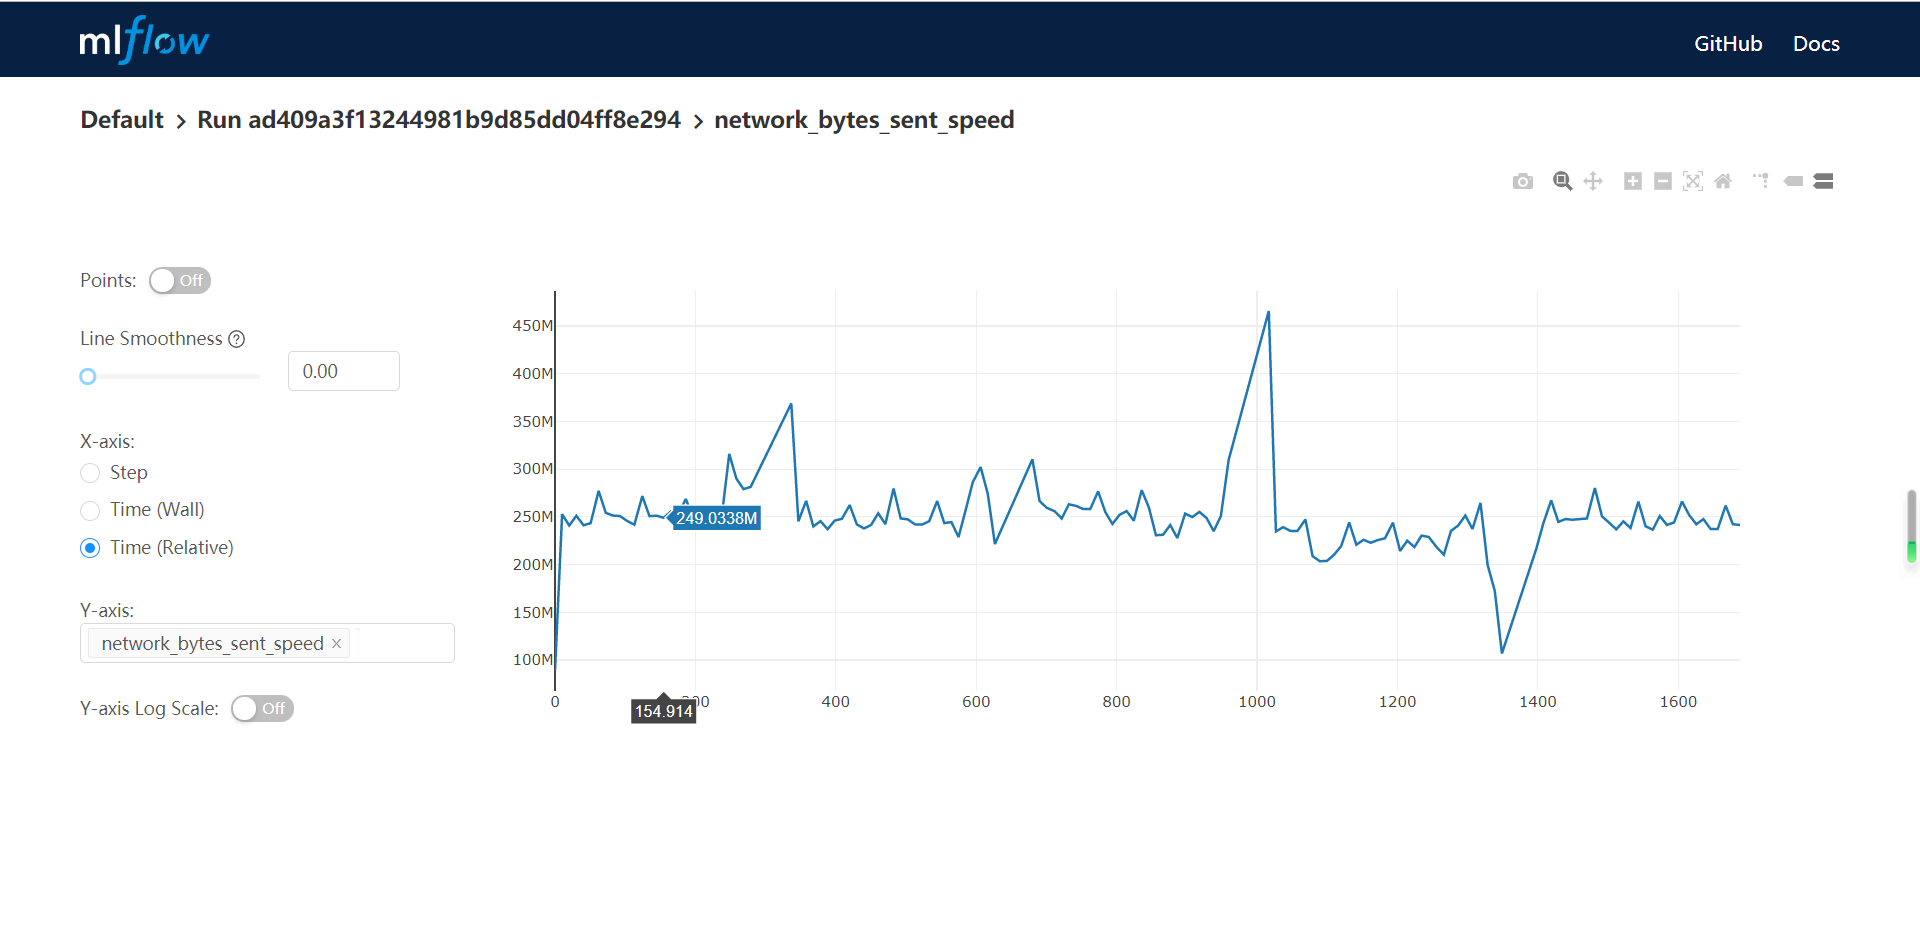 mlflow GitHub Docs
Default > Run ad409a3f13244981b9d85dd04ff8e294 > network_bytes_sent_speed
Points: Off
Line Smoothness ?
0.00
X-axis:
Step
Time (Wall)
Time (Relative)
Y-axis:
network_bytes_sent_speed ×
Y-axis Log Scale: Off
450M
400M
350M
300M
250M
200M
150M
100M
249.0338M
0 400 600 800 1000 1200 1400 1600
154.914